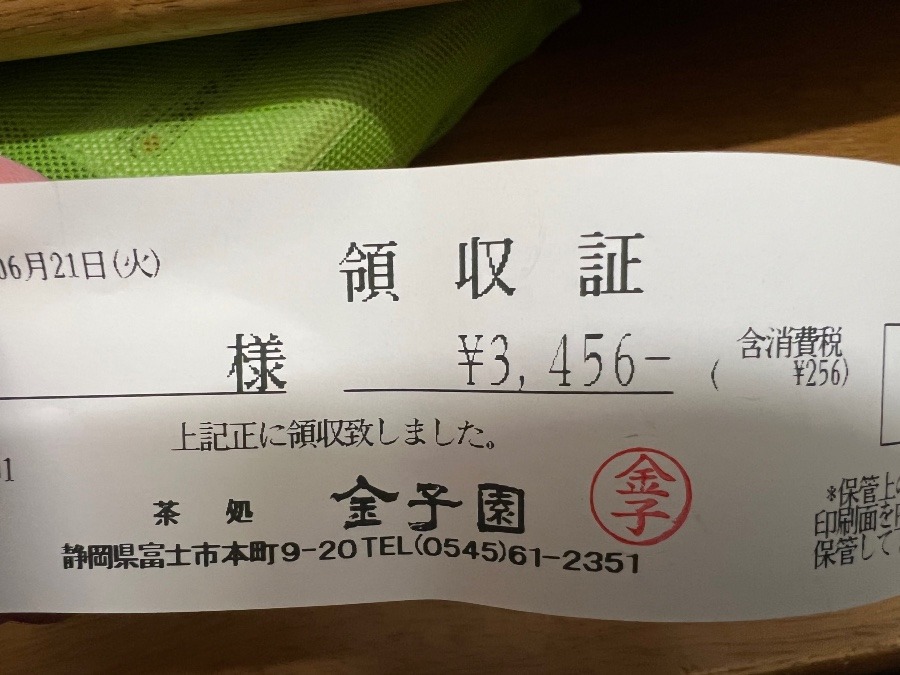 06月21日(火)
領収証
様 ¥3,456- (含消費税 ¥256)
上記正に領収致しました。
01
茶処 金子園
金子
静岡県富士市本町9-20TEL(0545)61-2351
*保管上の
印刷面を
保管して